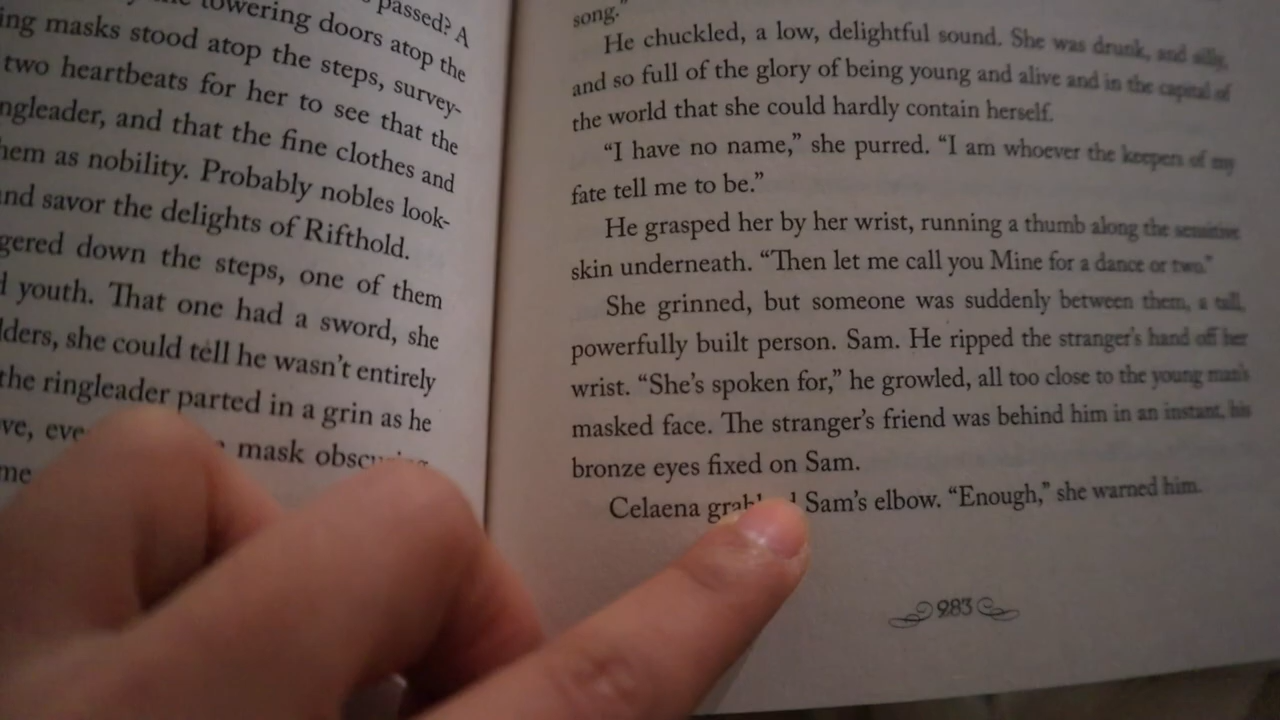 passed? A
towering doors atop the
ing masks stood atop the steps, survey-
two heartbeats for her to see that the
ngleader, and that the fine clothes and
hem as nobility. Probably nobles look-
nd savor the delights of Rifthold.
gered down the steps, one of them
d youth. That one had a sword, she
lders, she could tell he wasn't entirely
the ringleader parted in a grin as he
ve, eve mask obscuring
me
song.”
He chuckled, a low, delightful sound. She was drunk, and silly,
and so full of the glory of being young and alive and in the capital of
the world that she could hardly contain herself.
“I have no name,” she purred. “I am whoever the keepers of my
fate tell me to be.”
He grasped her by her wrist, running a thumb along the sensitive
skin underneath. “Then let me call you Mine for a dance or two.”
She grinned, but someone was suddenly between them, a tall,
powerfully built person. Sam. He ripped the stranger's hand off her
wrist. “She's spoken for,” he growled, all too close to the young man's
masked face. The stranger's friend was behind him in an instant, his
bronze eyes fixed on Sam.
Celaena grabbed Sam's elbow. “Enough,” she warned him.
283